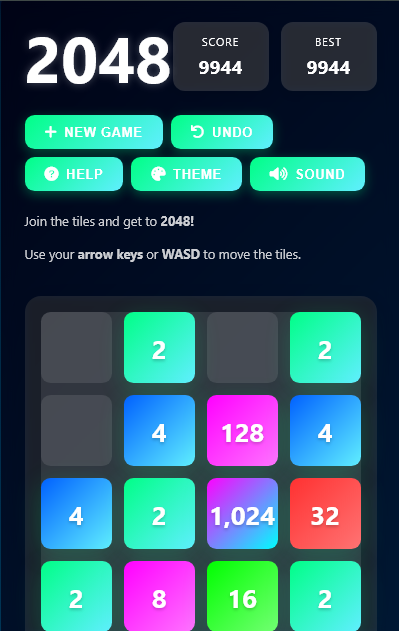 2048
SCORE
9944
BEST
9944
NEW GAME
UNDO
HELP
THEME
SOUND
Join the tiles and get to 2048!
Use your arrow keys or WASD to move the tiles.
2 2
4 128 4
4 2 1,024 32
2 8 16 2